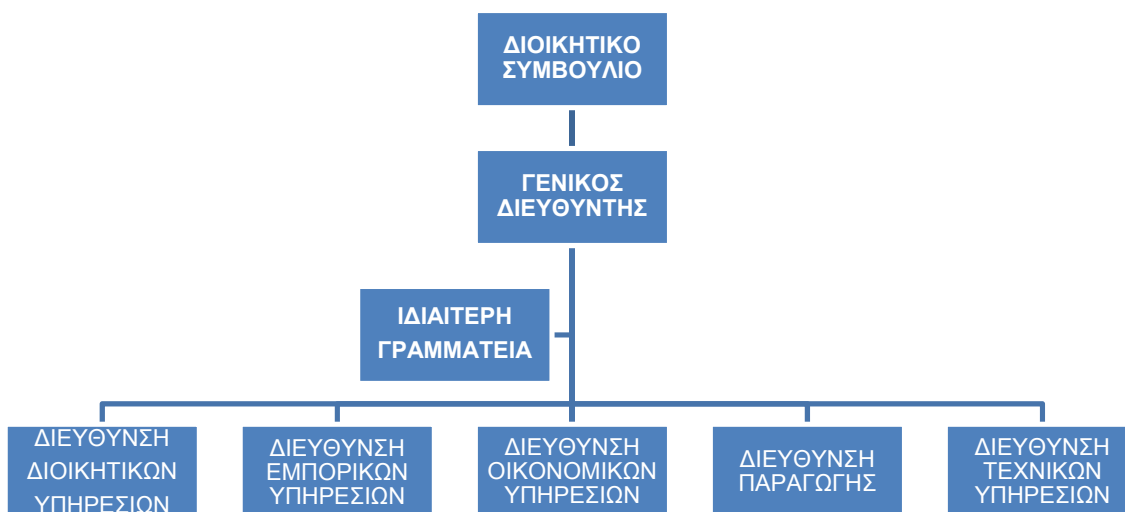 ΔΙΟΙΚΗΤΙΚΟ
ΣΥΜΒΟΥΛΙΟ
ΓΕΝΙΚΟΣ
ΔΙΕΥΘΥΝΤΗΣ
ΙΔΙΑΙΤΕΡΗ
ΓΡΑΜΜΑΤΕΙΑ
ΔΙΕΥΘΥΝΣΗ
ΔΙΟΙΚΗΤΙΚΩΝ
ΥΠΗΡΕΣΙΩΝ
ΔΙΕΥΘΥΝΣΗ
ΕΜΠΟΡΙΚΩΝ
ΥΠΗΡΕΣΙΩΝ
ΔΙΕΥΘΥΝΣΗ
ΟΙΚΟΝΟΜΙΚΩΝ
ΥΠΗΡΕΣΙΩΝ
ΔΙΕΥΘΥΝΣΗ
ΠΑΡΑΓΩΓΗΣ
ΔΙΕΥΘΥΝΣΗ
ΤΕΧΝΙΚΩΝ
ΥΠΗΡΕΣΙΩΝ